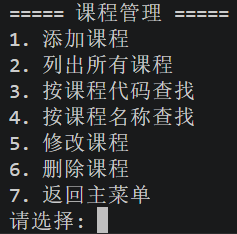 ===== 课程管理 =====
1. 添加课程
2. 列出所有课程
3. 按课程代码查找
4. 按课程名称查找
5. 修改课程
6. 删除课程
7. 返回主菜单
请选择: